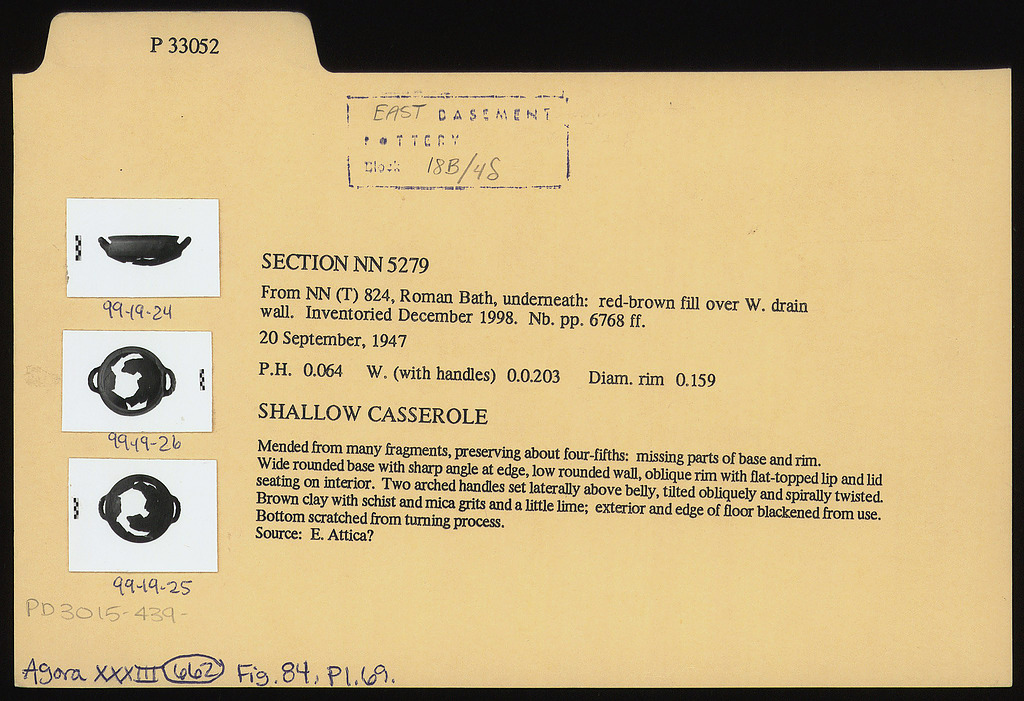 P 33052
EAST BASEMENT
POTTERY
Block 18B/48
SECTION NN 5279
From NN (T) 824, Roman Bath, underneath: red-brown fill over W. drain
wall. Inventoried December 1998. Nb. pp. 6768 ff.
20 September, 1947
P.H. 0.064 W. (with handles) 0.0.203 Diam. rim 0.159
SHALLOW CASSEROLE
Mended from many fragments, preserving about four-fifths: missing parts of base and rim.
Wide rounded base with sharp angle at edge, low rounded wall, oblique rim with flat-topped lip and lid
seating on interior. Two arched handles set laterally above belly, tilted obliquely and spirally twisted.
Brown clay with schist and mica grits and a little lime; exterior and edge of floor blackened from use.
Bottom scratched from turning process.
Source: E. Attica?
99-19-24
99-19-26
99-19-25
PD3015-439-
Agora XXXIII 662 Fig. 84, Pl. 69.